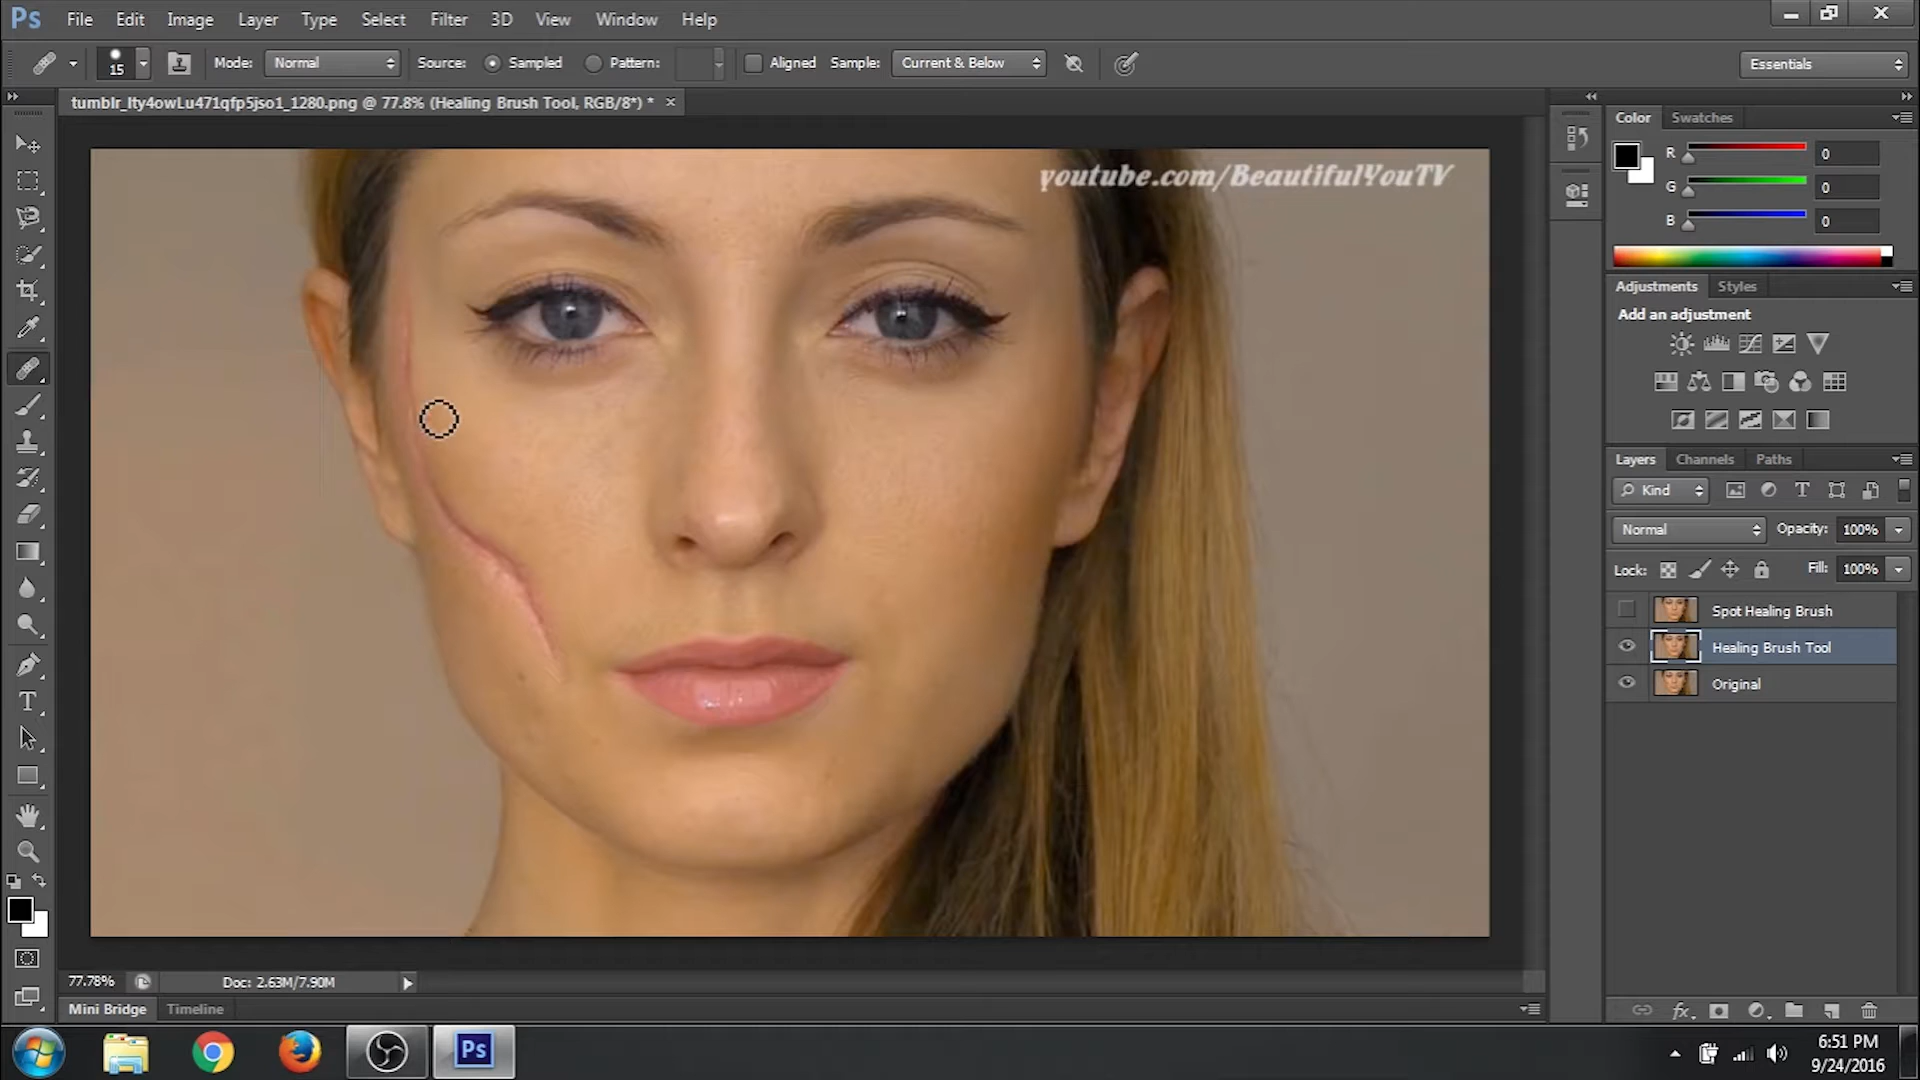 Ps File Edit Image Layer Type Select Filter 3D View Window Help
15 Mode: Normal Source: Sampled Pattern: Aligned Sample: Current & Below Essentials
tumblr_lty4owLu471qfp5jso1_1280.png @ 77.8% (Healing Brush Tool, RGB/8*) * ×
youtube.com/BeautifulYouTV
Color Swatches
R 0
G 0
B 0
Adjustments Styles
Add an adjustment
Layers Channels Paths
Kind
Normal Opacity: 100%
Lock: Fill: 100%
Spot Healing Brush
Healing Brush Tool
Original
77.78% Doc: 2.63M/7.90M
Mini Bridge Timeline
Ps
6:51 PM
9/24/2016